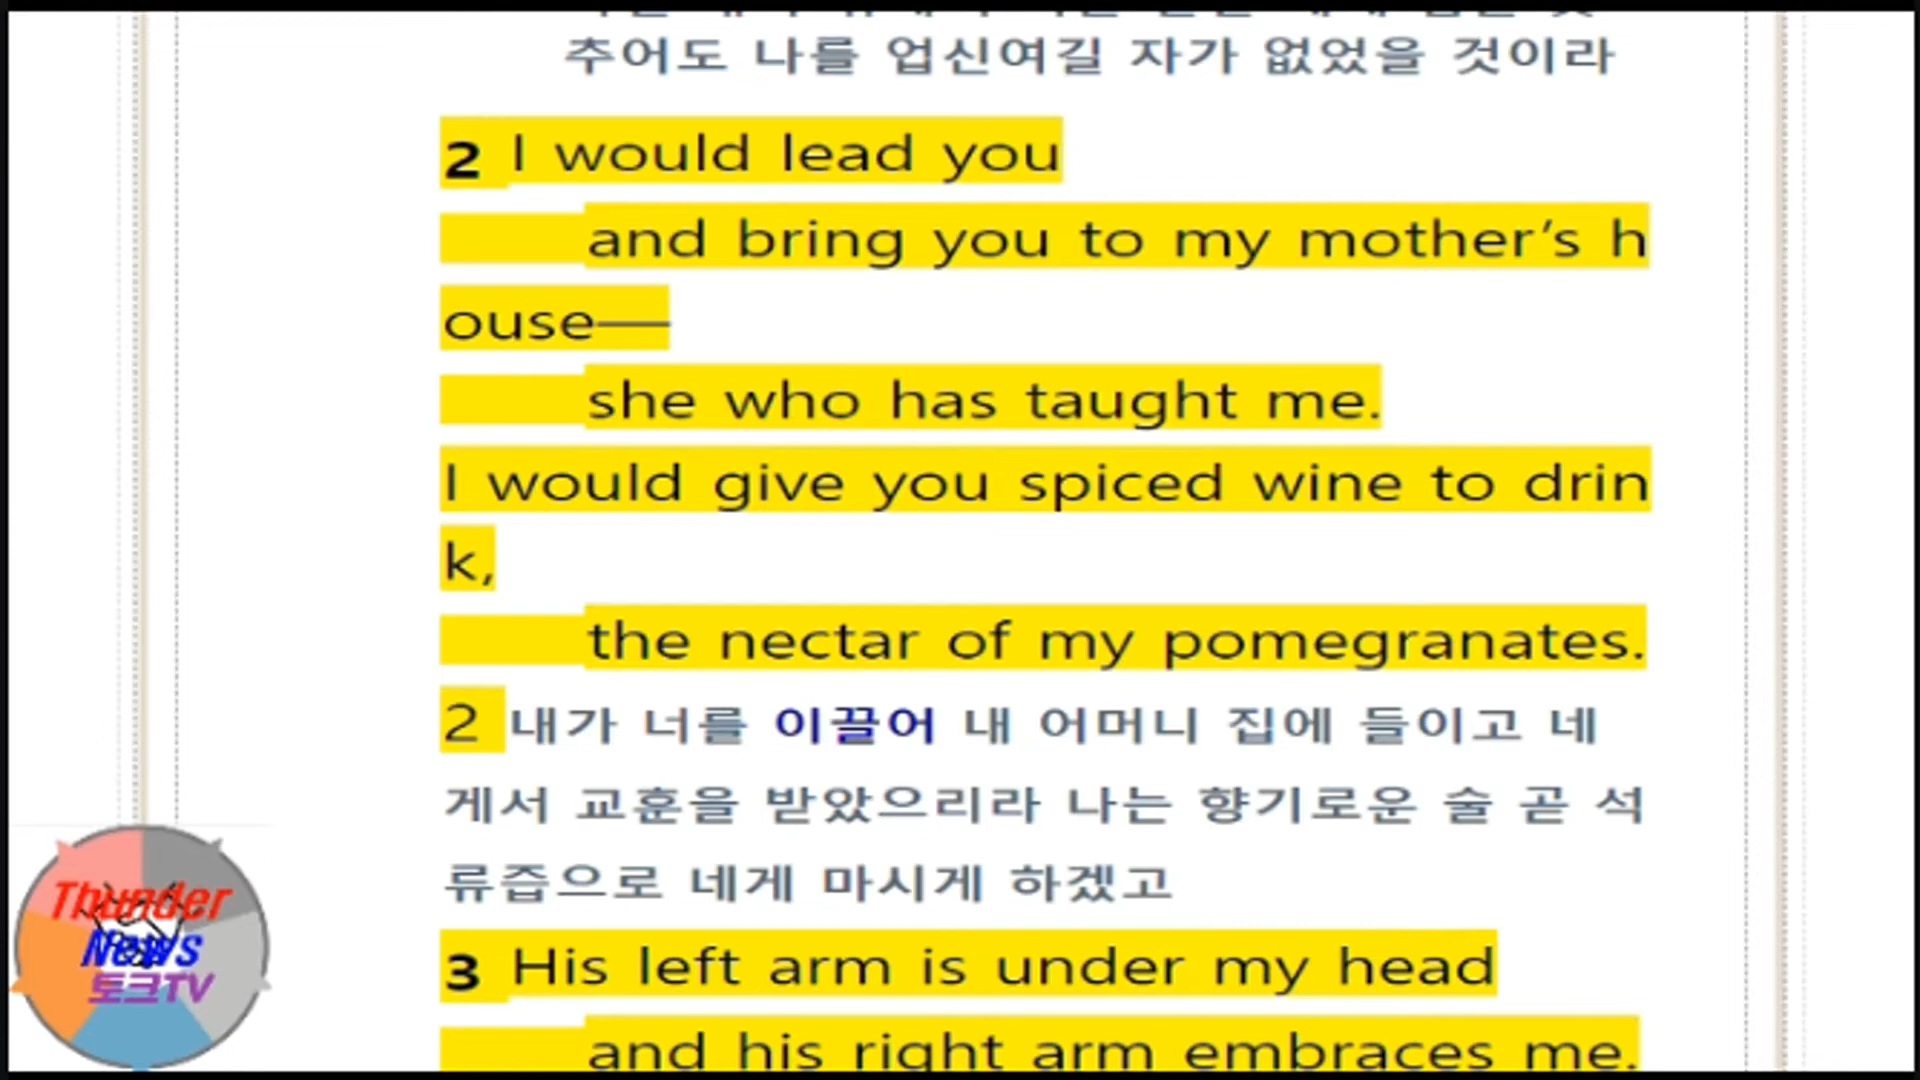 추어도 나를 업신여길 자가 없었을 것이라
2 I would lead you
and bring you to my mother’s h
ouse—
she who has taught me.
I would give you spiced wine to drin
k,
the nectar of my pomegranates.
2 내가 너를 이끌어 내 어머니 집에 들이고 네
게서 교훈을 받았으리라 나는 향기로운 술 곧 석
류즙으로 네게 마시게 하겠고
3 His left arm is under my head
and his right arm embraces me.
Thunder
News
토크TV